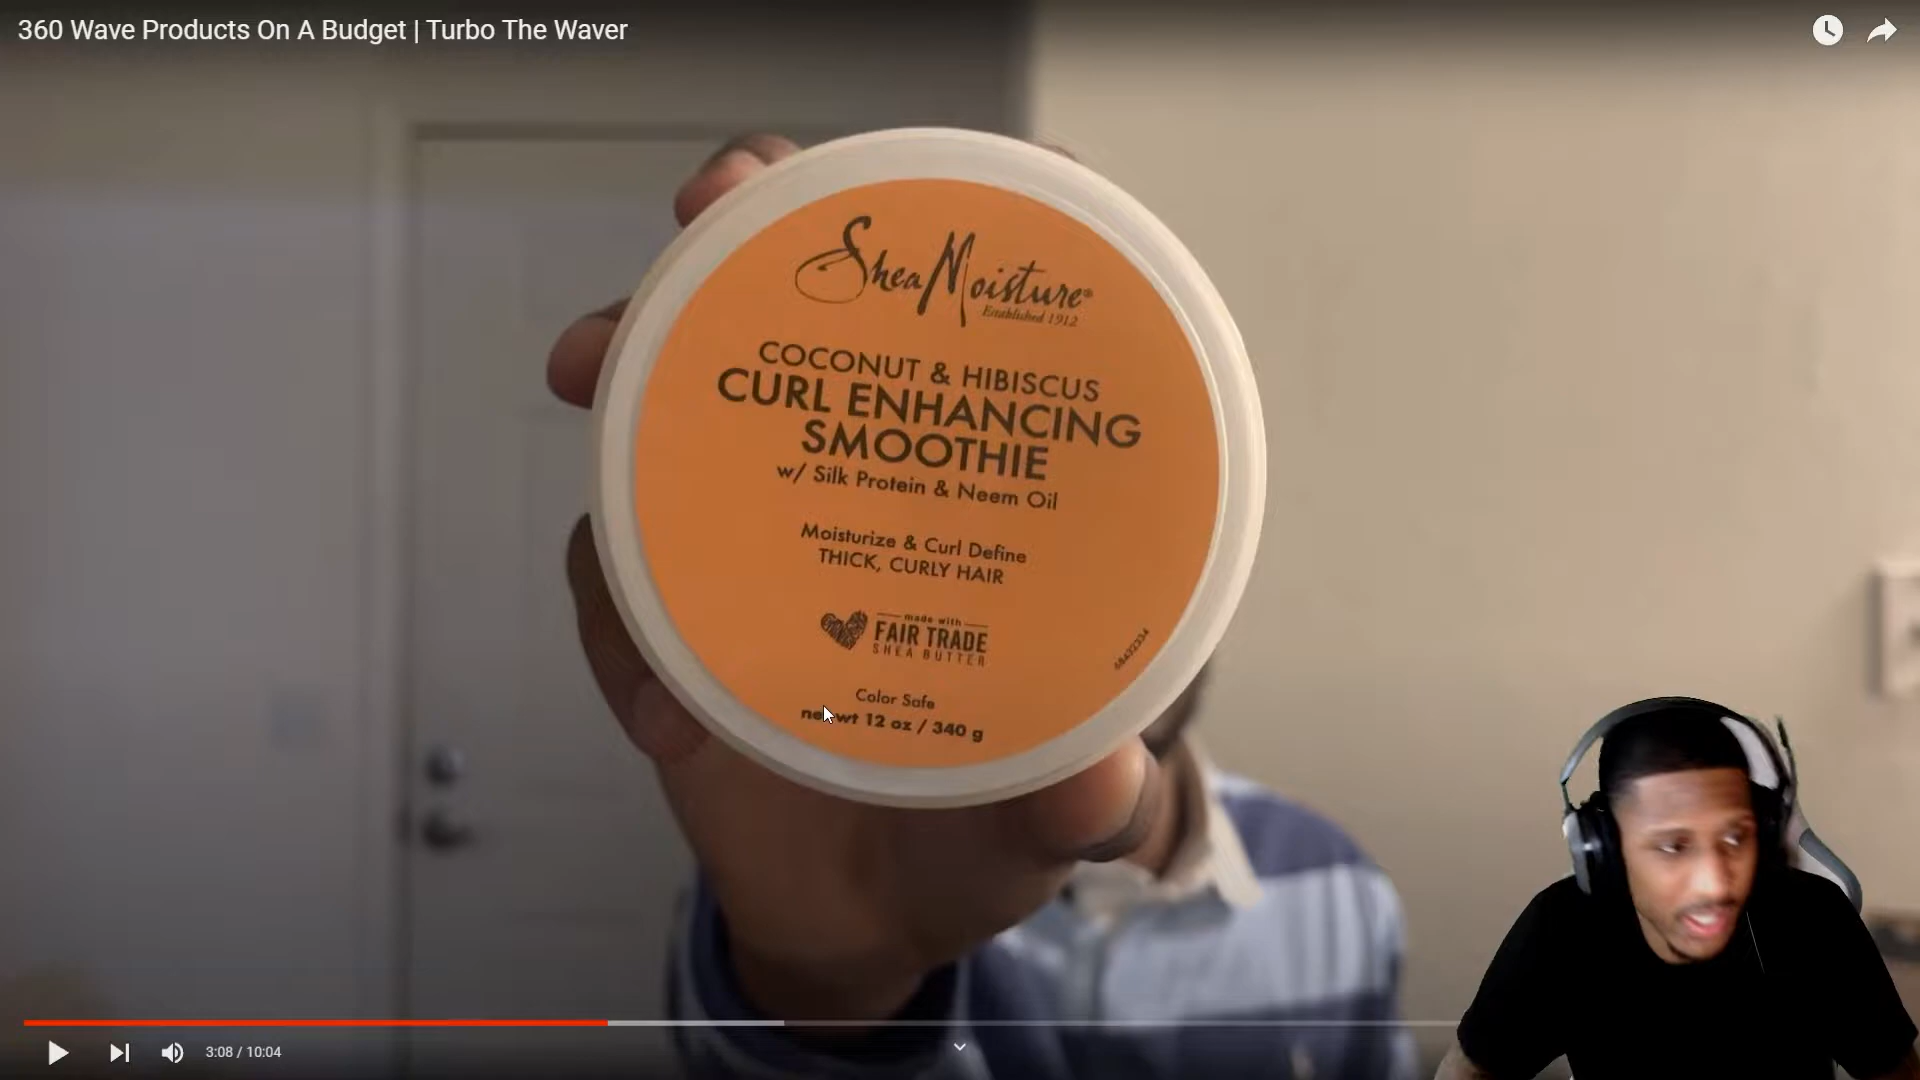 360 Wave Products On A Budget | Turbo The Waver
SheaMoisture®
Established 1912
COCONUT & HIBISCUS
CURL ENHANCING
SMOOTHIE
w/ Silk Protein & Neem Oil
Moisturize & Curl Define
THICK, CURLY HAIR
made with
FAIR TRADE
SHEA BUTTER
Color Safe
wt 12 oz / 340 g
3:08 / 10:04